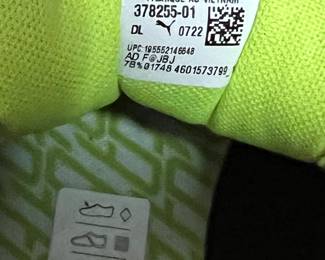 378255-01
DL 0722
UPC:195552146648
AD F@JBJ
78%01748 4601573799